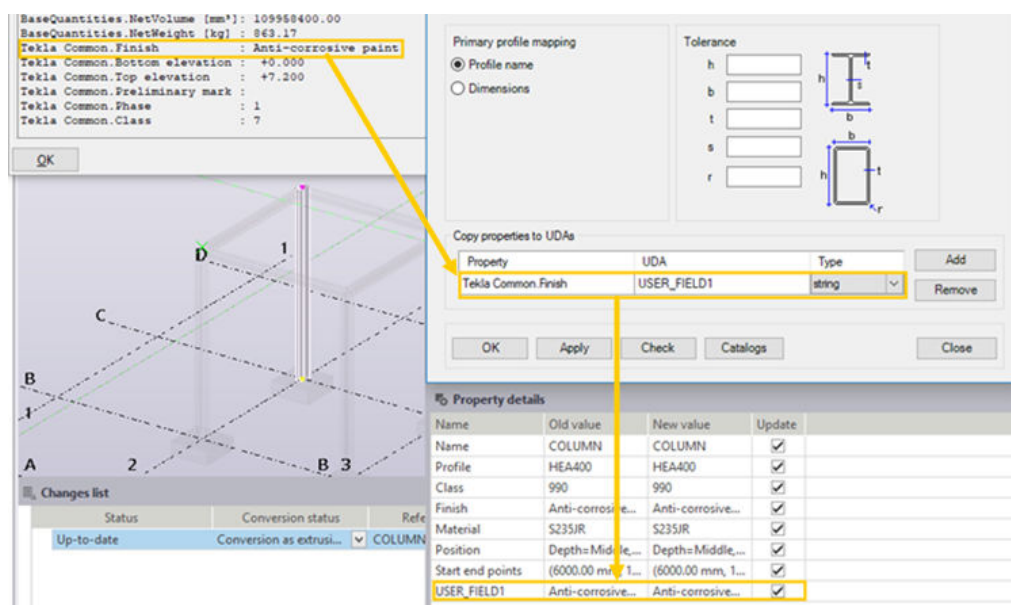 BaseQuantities.NetVolume [mm³]: 109958400.00
BaseQuantities.NetWeight [kg] : 863.17
Tekla Common.Finish : Anti-corrosive paint
Tekla Common.Bottom elevation : +0.000
Tekla Common.Top elevation : +7.200
Tekla Common.Preliminary mark :
Tekla Common.Phase : 1
Tekla Common.Class : 7
OK
Primary profile mapping
Profile name
Dimensions
Tolerance
h
b
t
s
r
h
t
s
b
b
h
t
r
Copy properties to UDAs
Property UDA Type
Tekla Common.Finish USER_FIELD1 string
Add
Remove
OK Apply Check Catalogs Close
D
1
C
B
1
A
2
B
3
Changes list
Status Conversion status Refe
Up-to-date Conversion as extrusi... COLUMN
Property details
Name Old value New value Update
Name COLUMN COLUMN
Profile HEA400 HEA400
Class 990 990
Finish Anti-corrosive... Anti-corrosive...
Material S235JR S235JR
Position Depth=Middle,... Depth=Middle,...
Start end points (6000.00 mm, 1... (6000.00 mm, 1...
USER_FIELD1 Anti-corrosive... Anti-corrosive...